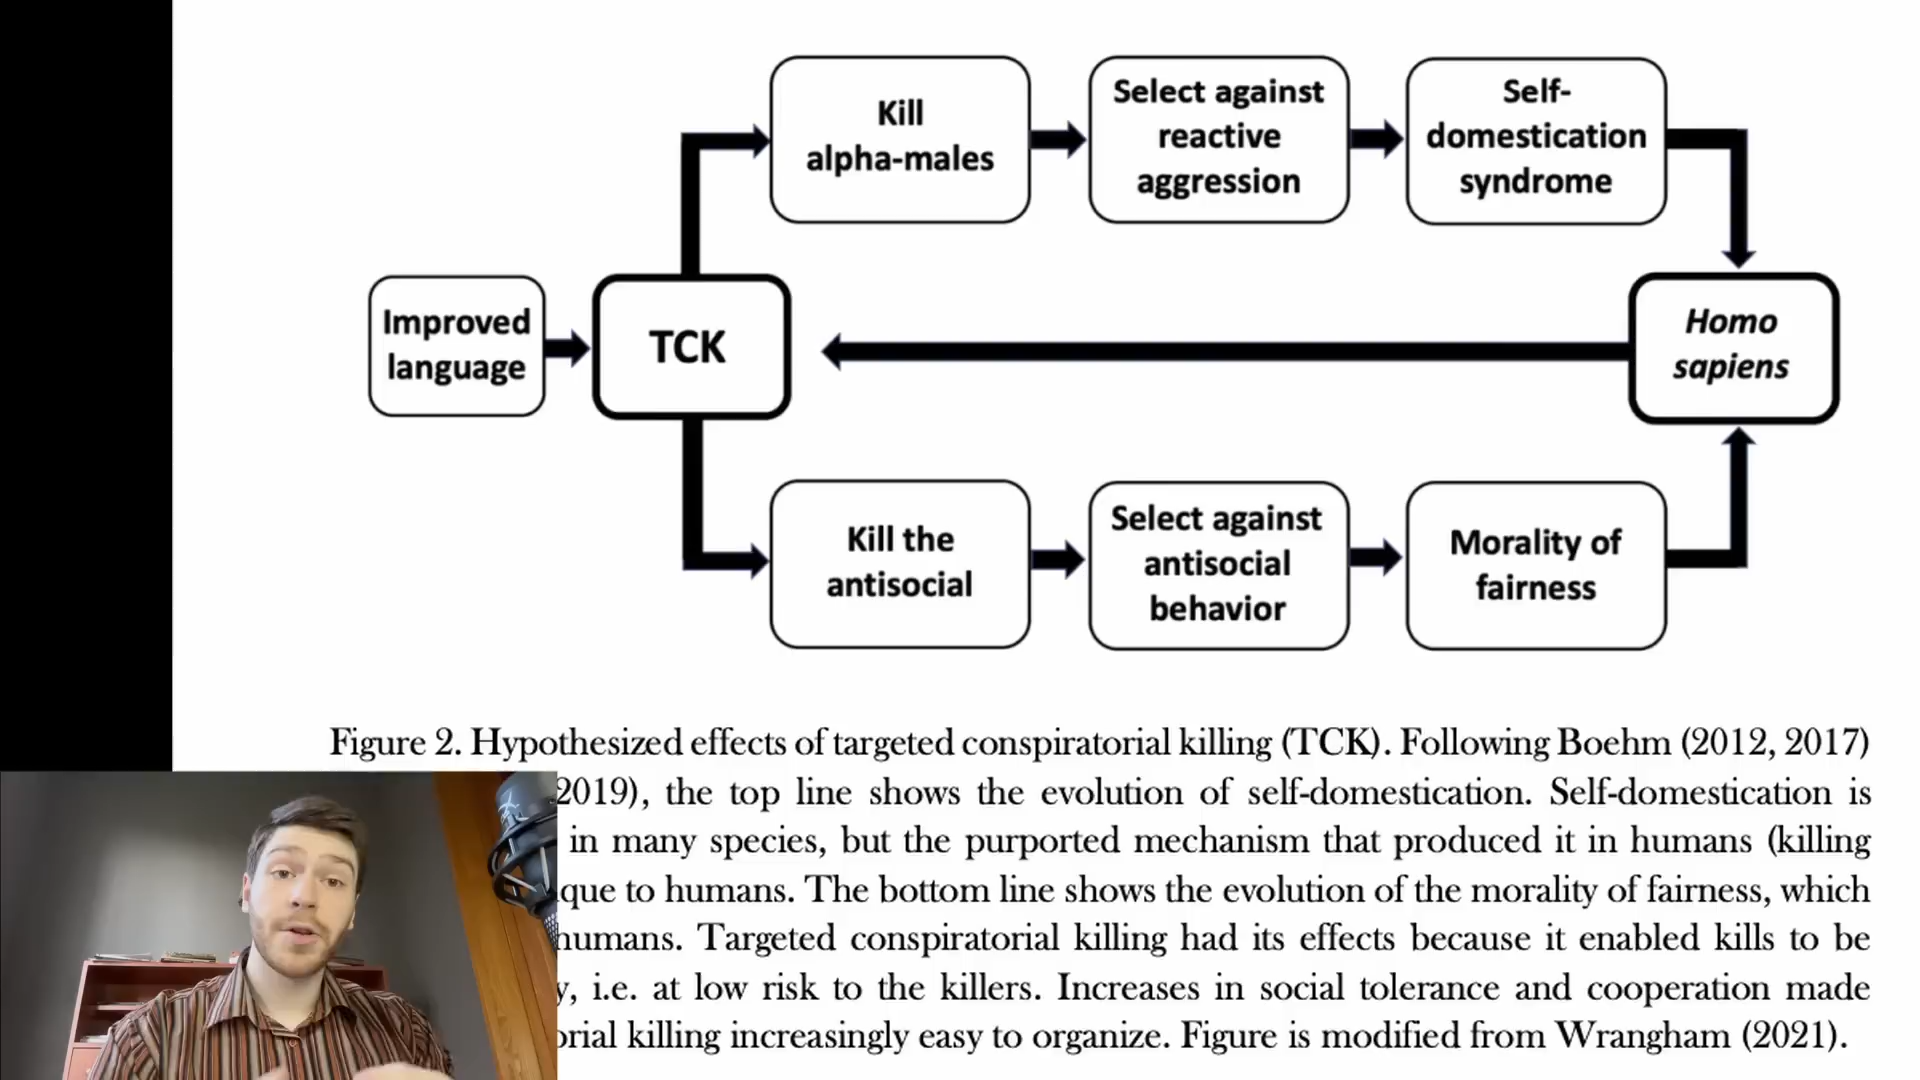 Kill
alpha-males
Select against
reactive
aggression
Self-
domestication
syndrome
Improved
language
TCK
Homo
sapiens
Kill the
antisocial
Select against
antisocial
behavior
Morality of
fairness
Figure 2. Hypothesized effects of targeted conspiratorial killing (TCK). Following Boehm (2012, 2017)
2019), the top line shows the evolution of self-domestication. Self-domestication is
in many species, but the purported mechanism that produced it in humans (killing
to humans. The bottom line shows the evolution of the morality of fairness, which
humans. Targeted conspiratorial killing had its effects because it enabled kills to be
i.e. at low risk to the killers. Increases in social tolerance and cooperation made
killing increasingly easy to organize. Figure is modified from Wrangham (2021).